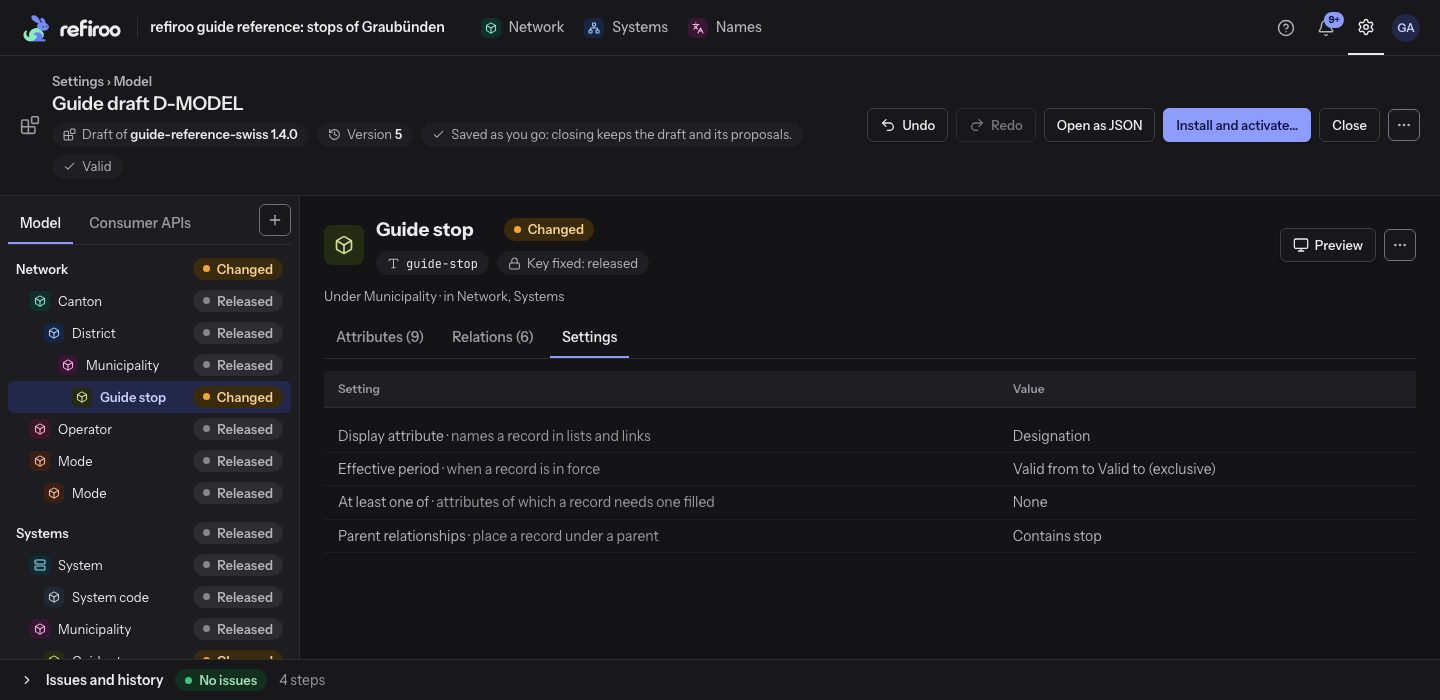 refiroo
refiroo guide reference: stops of Graubünden
Network
Systems
Names
9+
GA
Settings › Model
Guide draft D-MODEL
Draft of guide-reference-swiss 1.4.0
Version 5
Saved as you go: closing keeps the draft and its proposals.
Valid
Undo
Redo
Open as JSON
Install and activate...
Close
Model
Consumer APIs
Network Changed
Canton Released
District Released
Municipality Released
Guide stop Changed
Operator Released
Mode Released
Mode Released
Systems Released
System Released
System code Released
Municipality Released
Guide stop Changed
Guide stop
Changed
guide-stop
Key fixed: released
Preview
Under Municipality · in Network, Systems
Attributes (9)
Relations (6)
Settings
Setting Value
Display attribute · names a record in lists and links Designation
Effective period · when a record is in force Valid from to Valid to (exclusive)
At least one of · attributes of which a record needs one filled None
Parent relationships · place a record under a parent Contains stop
Issues and history
No issues
4 steps